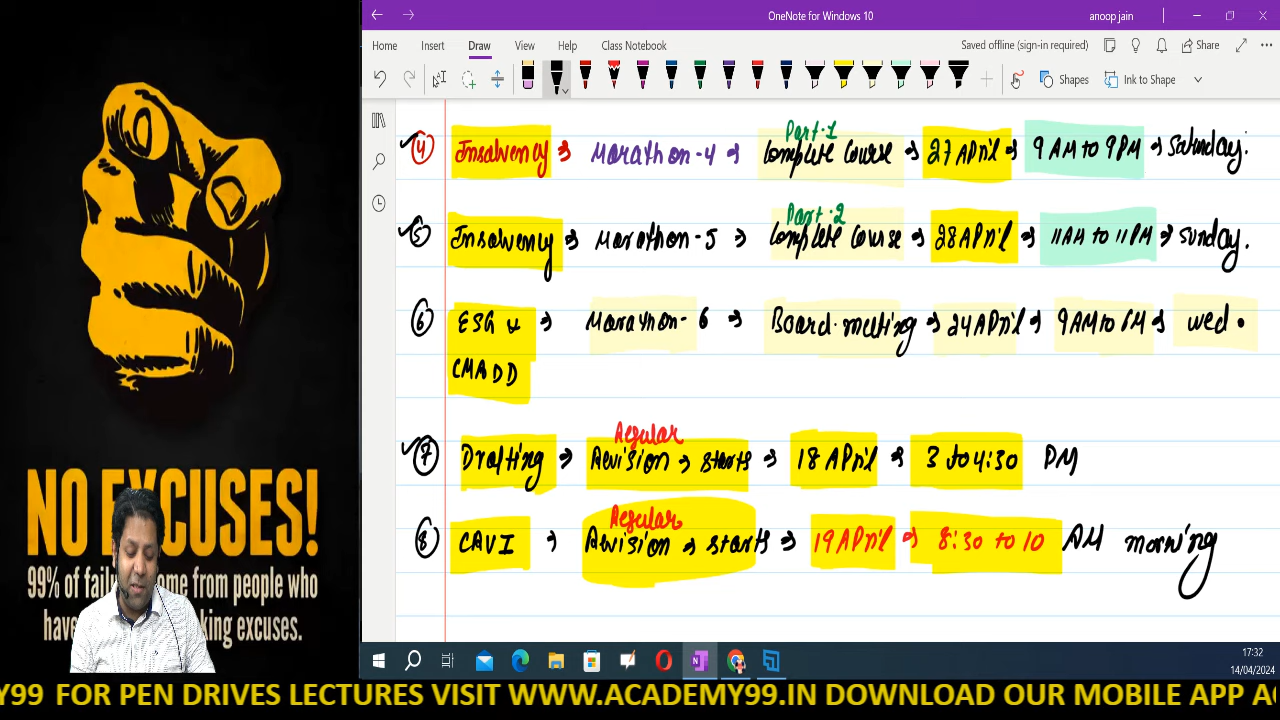 OneNote for Windows 10
anoop jain
Home Insert Draw View Help Class Notebook
Saved offline (sign-in required)
Share
Shapes
Ink to Shape
4 Insolvency → Marathon-4 → Part-1 Complete Course → 27 April → 9 AM to 9 PM → Saturday.
5 Insolvency → Marathon-5 → Part-2 Complete Course → 28 April → 11 AM to 11 PM → Sunday.
6 ESG & → Marathon-6 → Board-meeting → 24 April → 9 AM to PM → wed.
CMADD
7 Drafting → Regular Revision → starts → 18 April → 3 to 4:30 PM
8 CAVI → Regular Revision → starts → 19 April → 8:30 to 10 AM morning
NO EXCUSES!
99% of ome from people who
have king excuses.
17:32
14/04/2024
Y99 FOR PEN DRIVES LECTURES VISIT WWW.ACADEMY99.IN DOWNLOAD OUR MOBILE APP